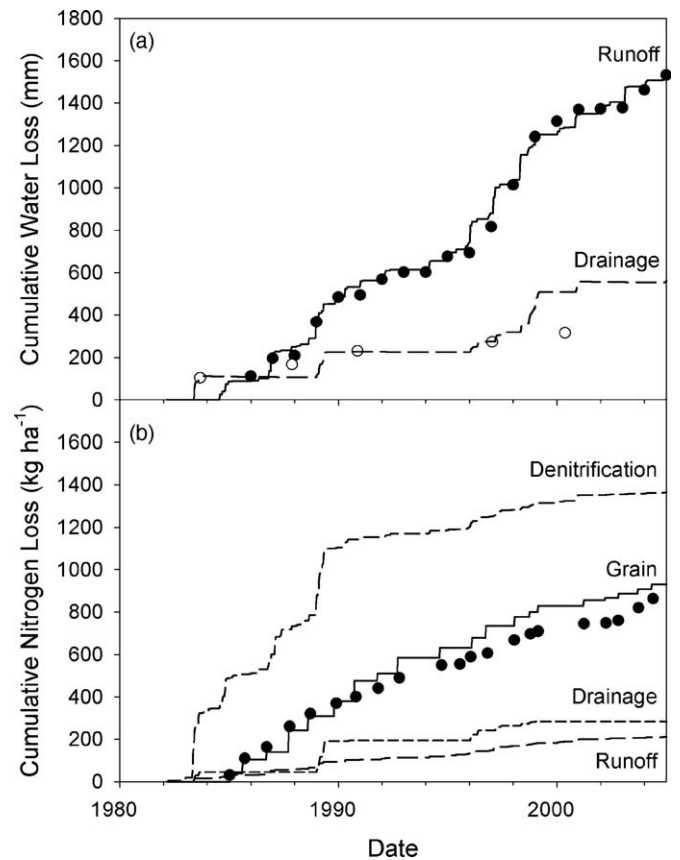 (a)
Runoff
Drainage
Cumulative Water Loss (mm)
1800
1600
1400
1200
1000
800
600
400
200
0
(b)
Denitrification
Grain
Drainage
Runoff
Cumulative Nitrogen Loss (kg ha⁻¹)
1600
1400
1200
1000
800
600
400
200
0
1980 1990 2000
Date